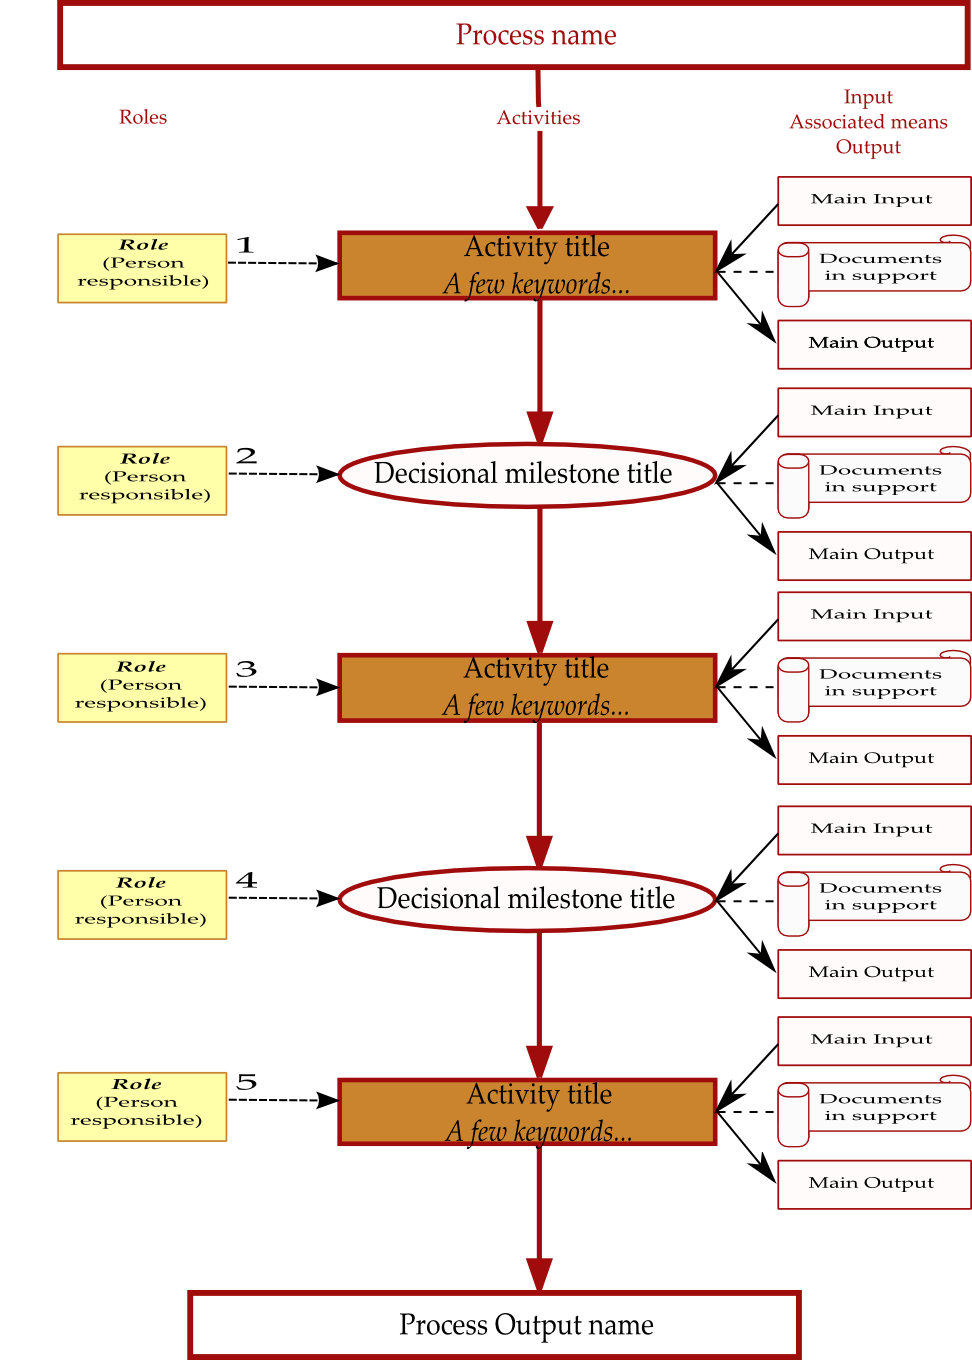 Process name
Roles
Activities
Input
Associated means
Output
Role
(Person
responsible)
1
Activity title
A few keywords...
Main Input
Documents
in support
Main Output
Role
(Person
responsible)
2
Decisional milestone title
Main Input
Documents
in support
Main Output
Role
(Person
responsible)
3
Activity title
A few keywords...
Main Input
Documents
in support
Main Output
Role
(Person
responsible)
4
Decisional milestone title
Main Input
Documents
in support
Main Output
Role
(Person
responsible)
5
Activity title
A few keywords...
Main Input
Documents
in support
Main Output
Process Output name